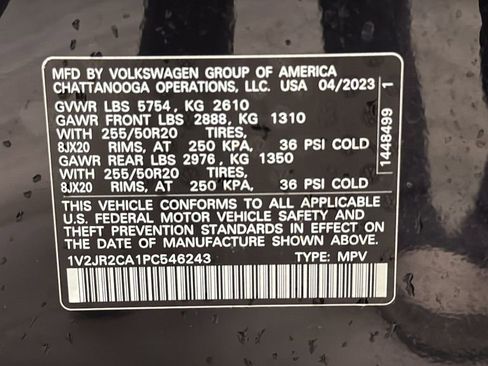 MFD BY VOLKSWAGEN GROUP OF AMERICA
CHATTANOOGA OPERATIONS, LLC. USA 04/2023
GVWR LBS 5754, KG 2610
GAWR FRONT LBS 2888, KG 1310
WITH 255/50R20 TIRES,
8JX20 RIMS, AT 250 KPA, 36 PSI COLD
GAWR REAR LBS 2976, KG 1350
WITH 255/50R20 TIRES,
8JX20 RIMS, AT 250 KPA, 36 PSI COLD
THIS VEHICLE CONFORMS TO ALL APPLICABLE
U.S. FEDERAL MOTOR VEHICLE SAFETY AND
THEFT PREVENTION STANDARDS IN EFFECT ON
THE DATE OF MANUFACTURE SHOWN ABOVE.
1V2JR2CA1PC546243 TYPE: MPV
1448499 1